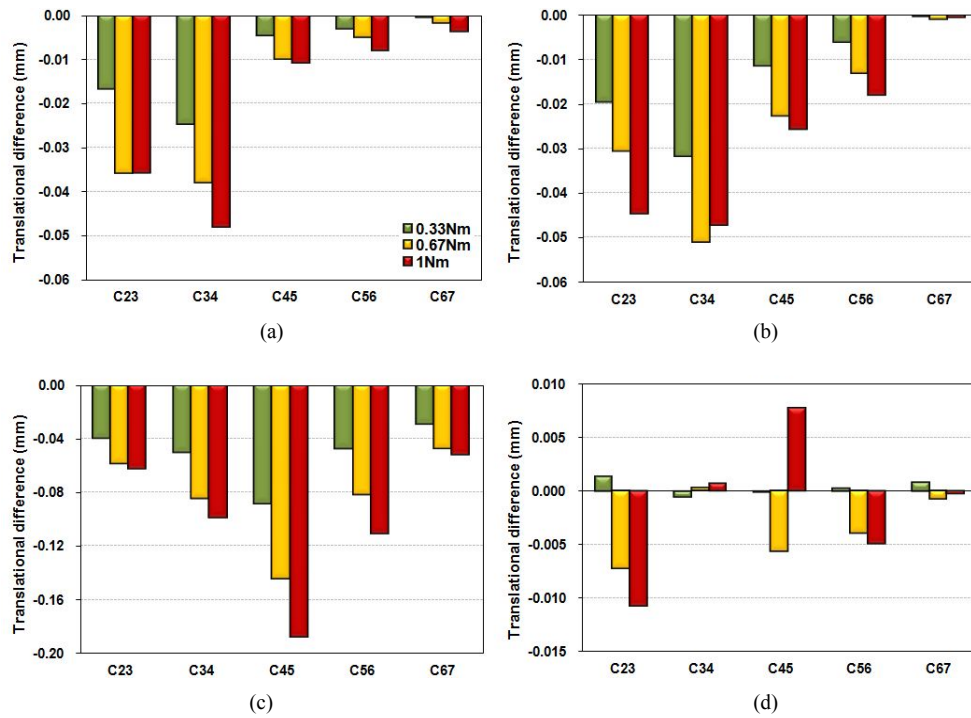 Translational difference (mm)
0.00
-0.01
-0.02
-0.03
-0.04
-0.05
-0.06
0.33Nm
0.67Nm
1Nm
C23 C34 C45 C56 C67
(a)
Translational difference (mm)
0.00
-0.01
-0.02
-0.03
-0.04
-0.05
-0.06
C23 C34 C45 C56 C67
(b)
Translational difference (mm)
0.00
-0.04
-0.08
-0.12
-0.16
-0.20
C23 C34 C45 C56 C67
(c)
Translational difference (mm)
0.010
0.005
0.000
-0.005
-0.010
-0.015
C23 C34 C45 C56 C67
(d)